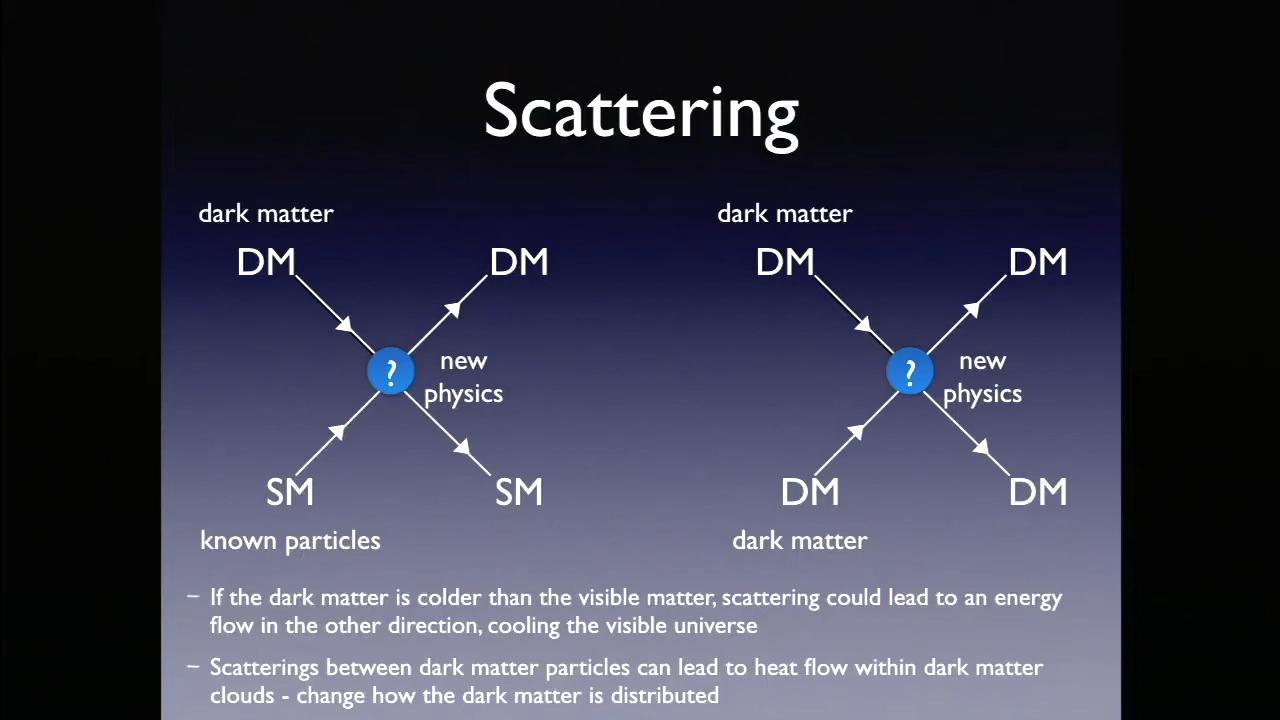 Scattering
dark matter
DM
DM
?
new
physics
SM
SM
known particles
dark matter
DM
DM
?
new
physics
DM
DM
dark matter
– If the dark matter is colder than the visible matter, scattering could lead to an energy
flow in the other direction, cooling the visible universe
– Scatterings between dark matter particles can lead to heat flow within dark matter
clouds - change how the dark matter is distributed